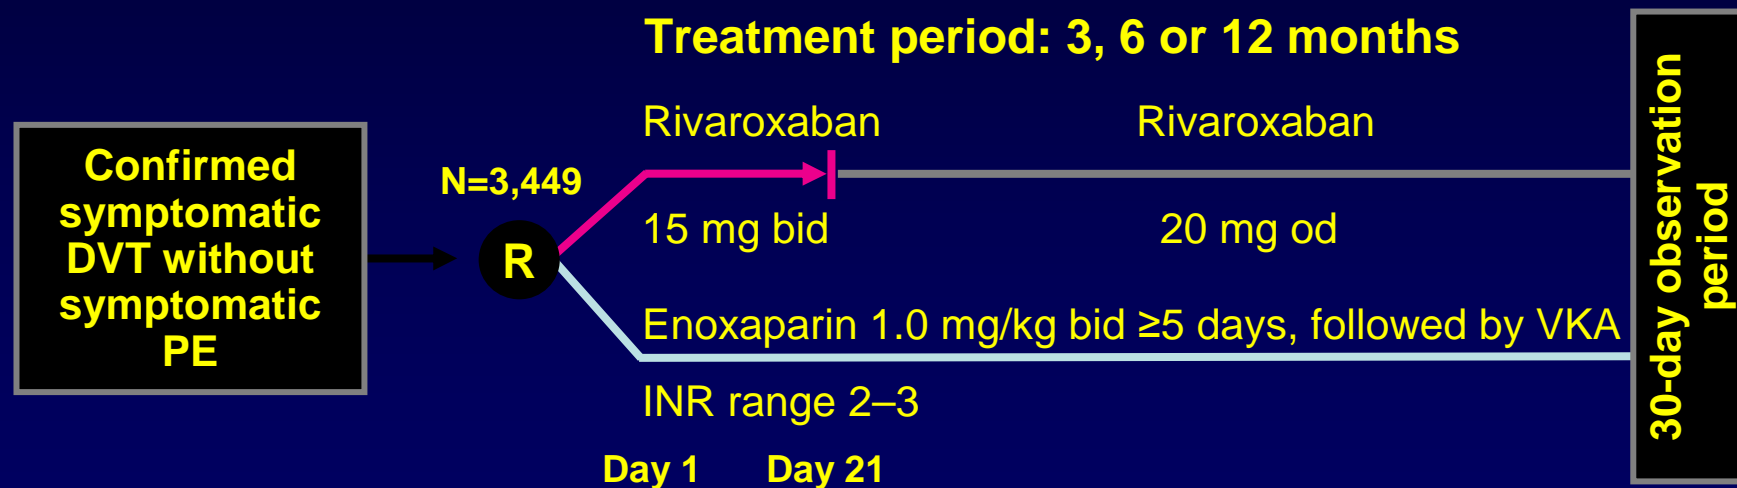 Treatment period: 3, 6 or 12 months
Confirmed
symptomatic
DVT without
symptomatic
PE
N=3,449
R
Rivaroxaban
Rivaroxaban
15 mg bid
20 mg od
Enoxaparin 1.0 mg/kg bid ≥5 days, followed by VKA
INR range 2–3
Day 1
Day 21
30-day observation
period